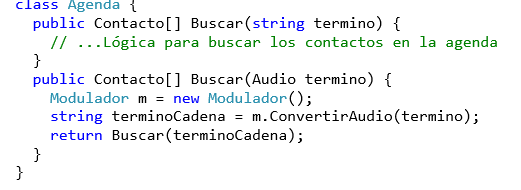 class Agenda {
  public Contacto[] Buscar(string termino) {
    // ...Lógica para buscar los contactos en la agenda
  }
  public Contacto[] Buscar(Audio termino) {
    Modulador m = new Modulador();
    string terminoCadena = m.ConvertirAudio(termino);
    return Buscar(terminoCadena);
  }
}